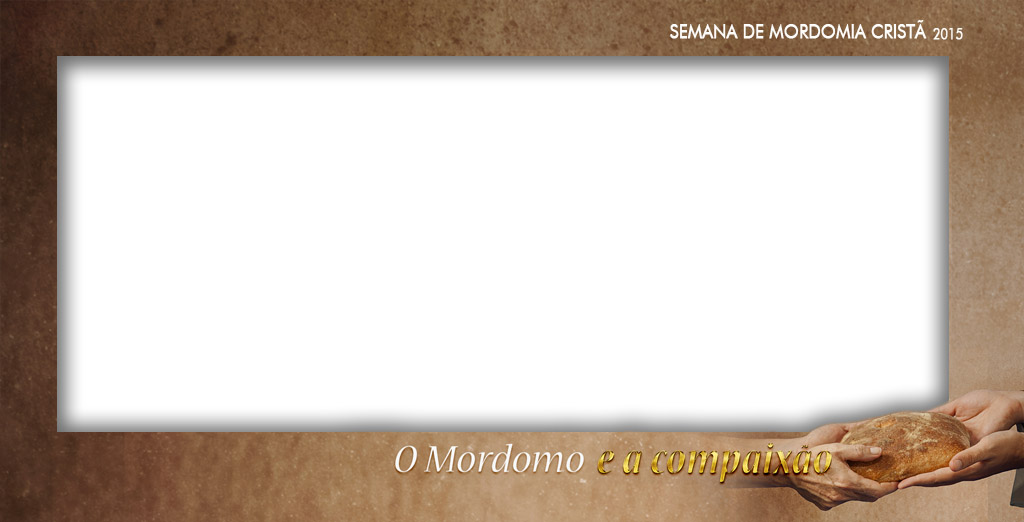 SEMANA DE MORDOMIA CRISTÃ 2015
O Mordomo e a compaixão